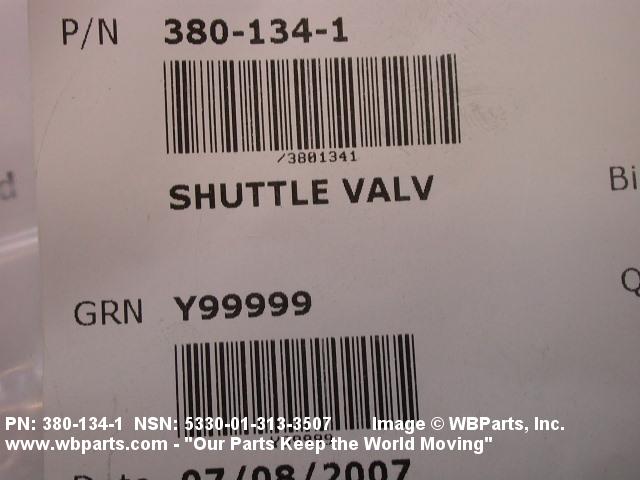 P/N 380-134-1
/3801341
SHUTTLE VALV
Bi
GRN Y99999
Q
PN: 380-134-1 NSN: 5330-01-313-3507 Image © WBParts, Inc.
www.wbparts.com - "Our Parts Keep the World Moving"
Date 07/08/2007